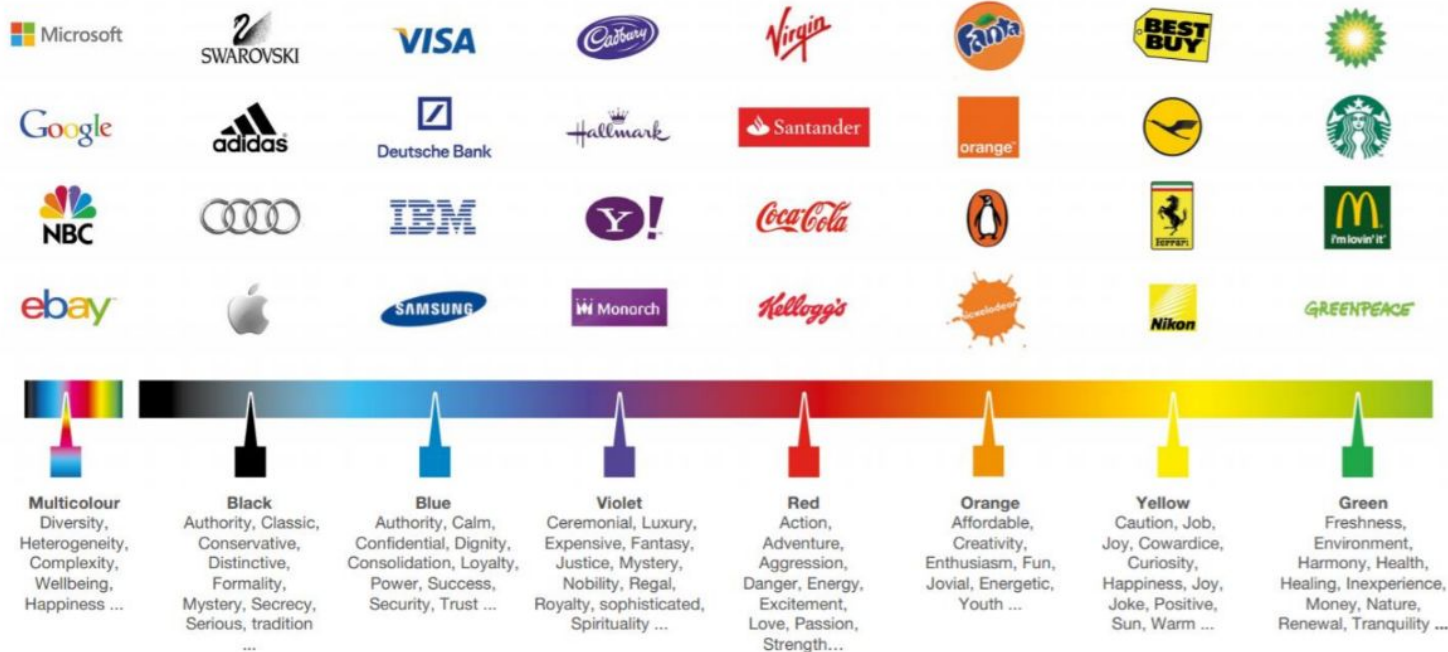 Microsoft
SWAROVSKI
VISA
Cadbury
Virgin
Fanta
BEST
BUY
Google
adidas
Deutsche Bank
Hallmark
Santander
orange™
NBC
IBM
Y!
Coca-Cola
Ferrari
M
i'm lovin' it
ebay
SAMSUNG
Monarch
Kellogg's
nickelodeon
Nikon
GREENPEACE
Multicolour
Diversity,
Heterogeneity,
Complexity,
Wellbeing,
Happiness ...
Black
Authority, Classic,
Conservative,
Distinctive,
Formality,
Mystery, Secrecy,
Serious, tradition
...
Blue
Authority, Calm,
Confidential, Dignity,
Consolidation, Loyalty,
Power, Success,
Security, Trust ...
Violet
Ceremonial, Luxury,
Expensive, Fantasy,
Justice, Mystery,
Nobility, Regal,
Royalty, sophisticated,
Spirituality ...
Red
Action,
Adventure,
Aggression,
Danger, Energy,
Excitement,
Love, Passion,
Strength...
Orange
Affordable,
Creativity,
Enthusiasm, Fun,
Jovial, Energetic,
Youth ...
Yellow
Caution, Job,
Joy, Cowardice,
Curiosity,
Happiness, Joy,
Joke, Positive,
Sun, Warm ...
Green
Freshness,
Environment,
Harmony, Health,
Healing, Inexperience,
Money, Nature,
Renewal, Tranquility ...